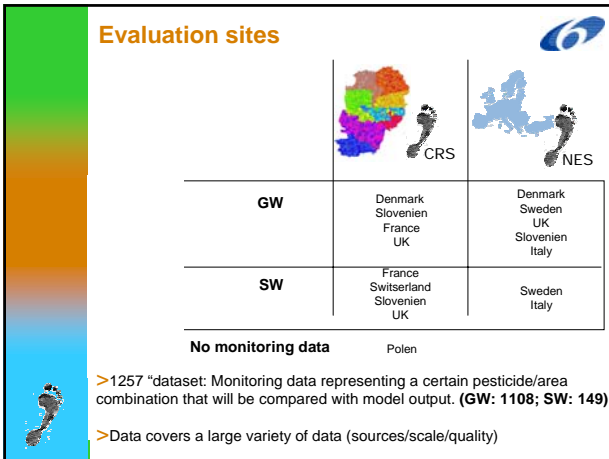 Evaluation sites
6
CRS
NES
GW
Denmark
Slovenien
France
UK
Denmark
Sweden
UK
Slovenien
Italy
SW
France
Switserland
Slovenien
UK
Sweden
Italy
No monitoring data
Polen
>1257 “dataset: Monitoring data representing a certain pesticide/area
combination that will be compared with model output. (GW: 1108; SW: 149)
>Data covers a large variety of data (sources/scale/quality)